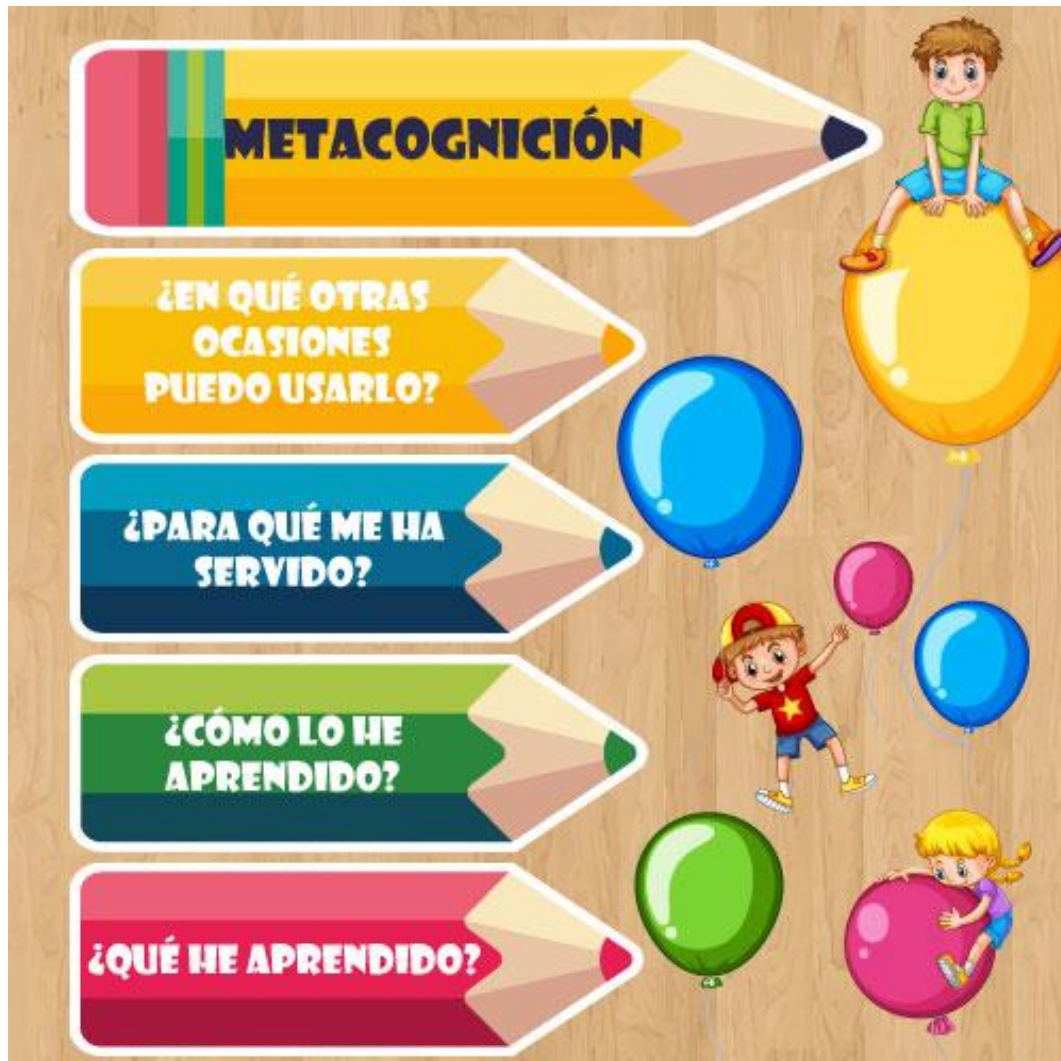 METACOGNICIÓN
¿EN QUÉ OTRAS
OCASIONES
PUEDO USARLO?
¿PARA QUÉ ME HA
SERVIDO?
¿CÓMO LO HE
APRENDIDO?
¿QUÉ HE APRENDIDO?